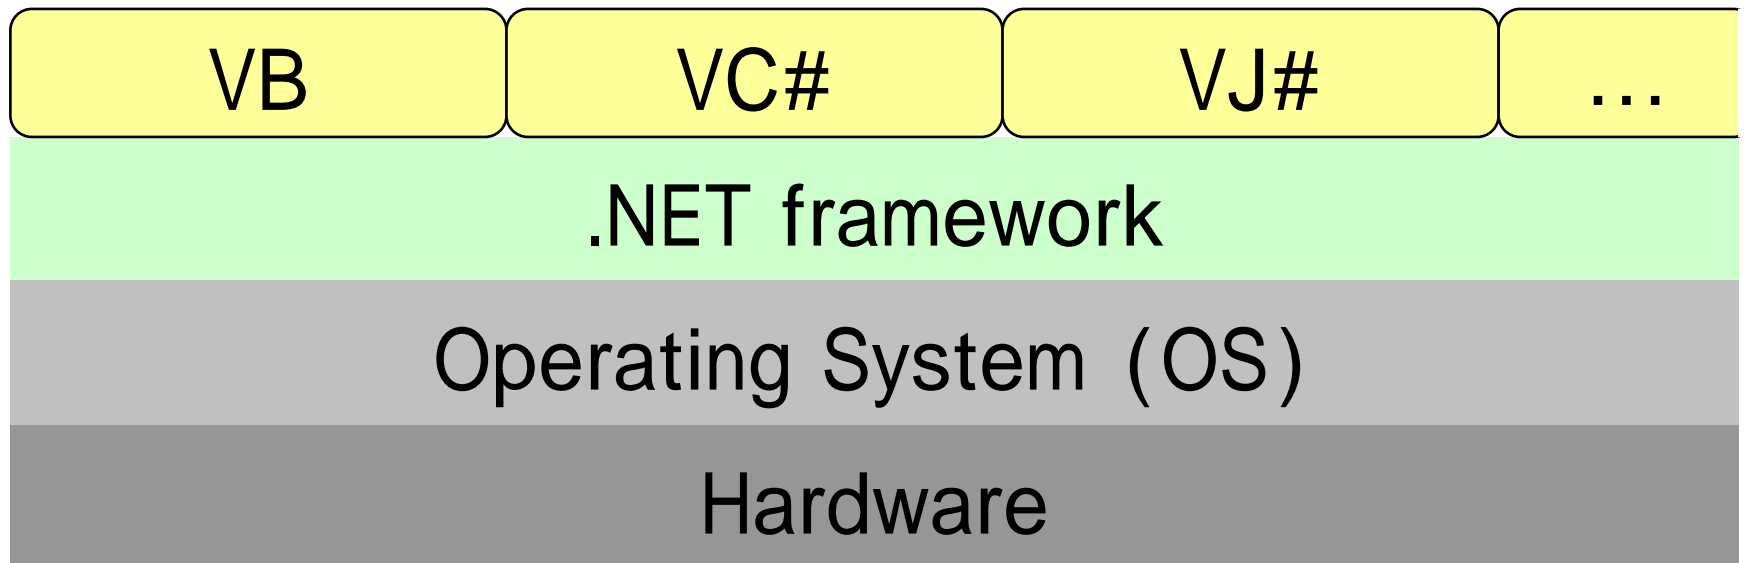 VB VC# VJ# ...
.NET framework
Operating System (OS)
Hardware